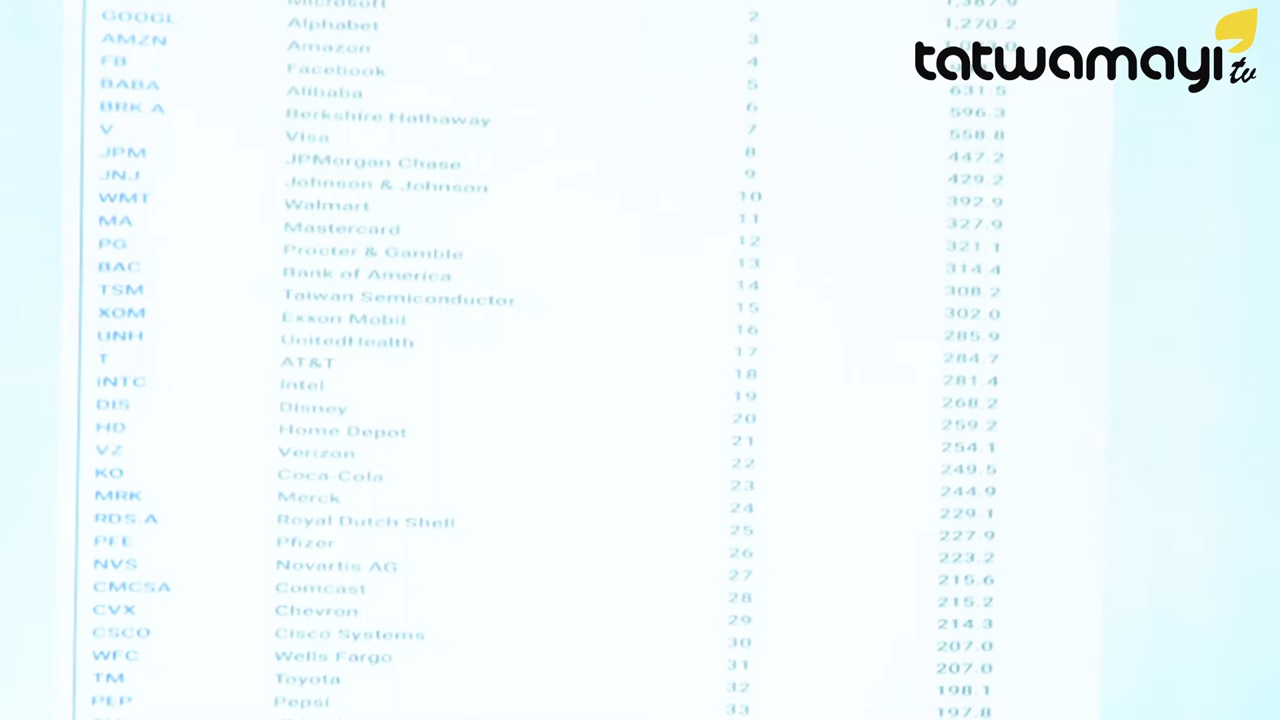 tatwamayi tv
Microsoft 2 1,270.2
GOOGL Alphabet 3
AMZN Amazon 4
FB Facebook 5 631.5
BABA Alibaba 6 596.3
BRK.A Berkshire Hathaway 7 558.8
V Visa 8 447.2
JPM JPMorgan Chase 9 429.2
JNJ Johnson & Johnson 10 392.9
WMT Walmart 11 327.9
MA Mastercard 12 321.1
PG Procter & Gamble 13 314.4
BAC Bank of America 14 308.2
TSM Taiwan Semiconductor 15 302.0
XOM Exxon Mobil 16 285.9
UNH UnitedHealth 17 284.7
T AT&T 18 281.4
INTC Intel 19 268.2
DIS Disney 20 259.2
HD Home Depot 21 254.1
VZ Verizon 22 249.5
KO Coca-Cola 23 244.9
MRK Merck 24 229.1
RDS.A Royal Dutch Shell 25 227.9
PFE Pfizer 26 223.2
NVS Novartis AG 27 215.6
CMCSA Comcast 28 215.2
CVX Chevron 29 214.3
CSCO Cisco Systems 30 207.0
WFC Wells Fargo 31 207.0
TM Toyota 32 198.1
PEP Pepsi 33 197.8